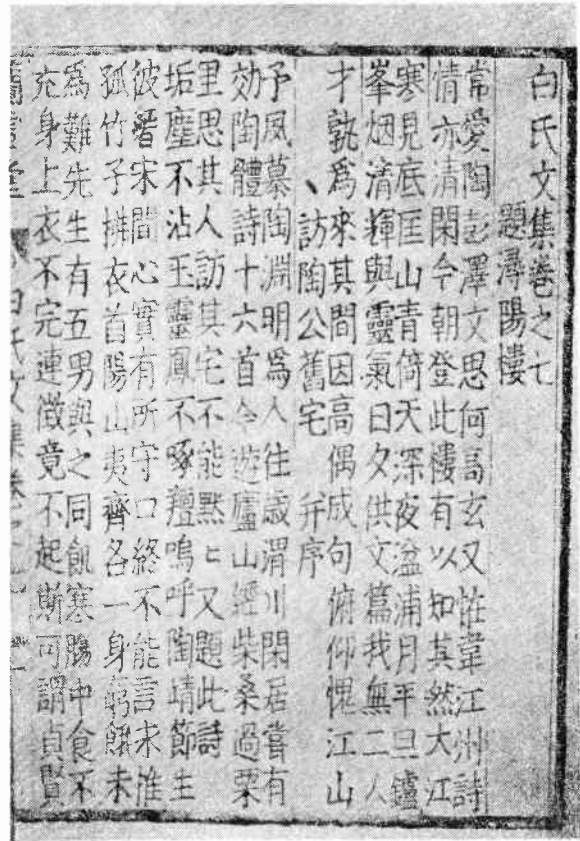 白氏文集卷之七
題潯陽樓
常愛陶彭澤文思何高玄又恠韋江州詩
情亦清閑今朝登此樓有以知其然大江
寒見底匡山青倚天深夜湓浦月平旦鑪
峯烟清輝與靈氣日夕供文篇我無二人
才孰爲來其間因高偶成句俯仰愧江山
丶訪陶公舊宅 并序
予夙慕陶淵明爲人往歲渭川閑居嘗有
効陶體詩十六首今遊廬山經柴桑過栗
里思其人訪其宅不能默〻又題此詩
垢塵不沾玉靈鳳不啄羶嗚呼陶靖節生
彼晉宋間心實有所守口終不能言永惟
孤竹子拂衣首陽山夷齊各一身窮餓未
爲難先生有五男與之同飢寒腸中食不
充身上衣不完連徵竟不起斯可謂真賢
白氏文集卷